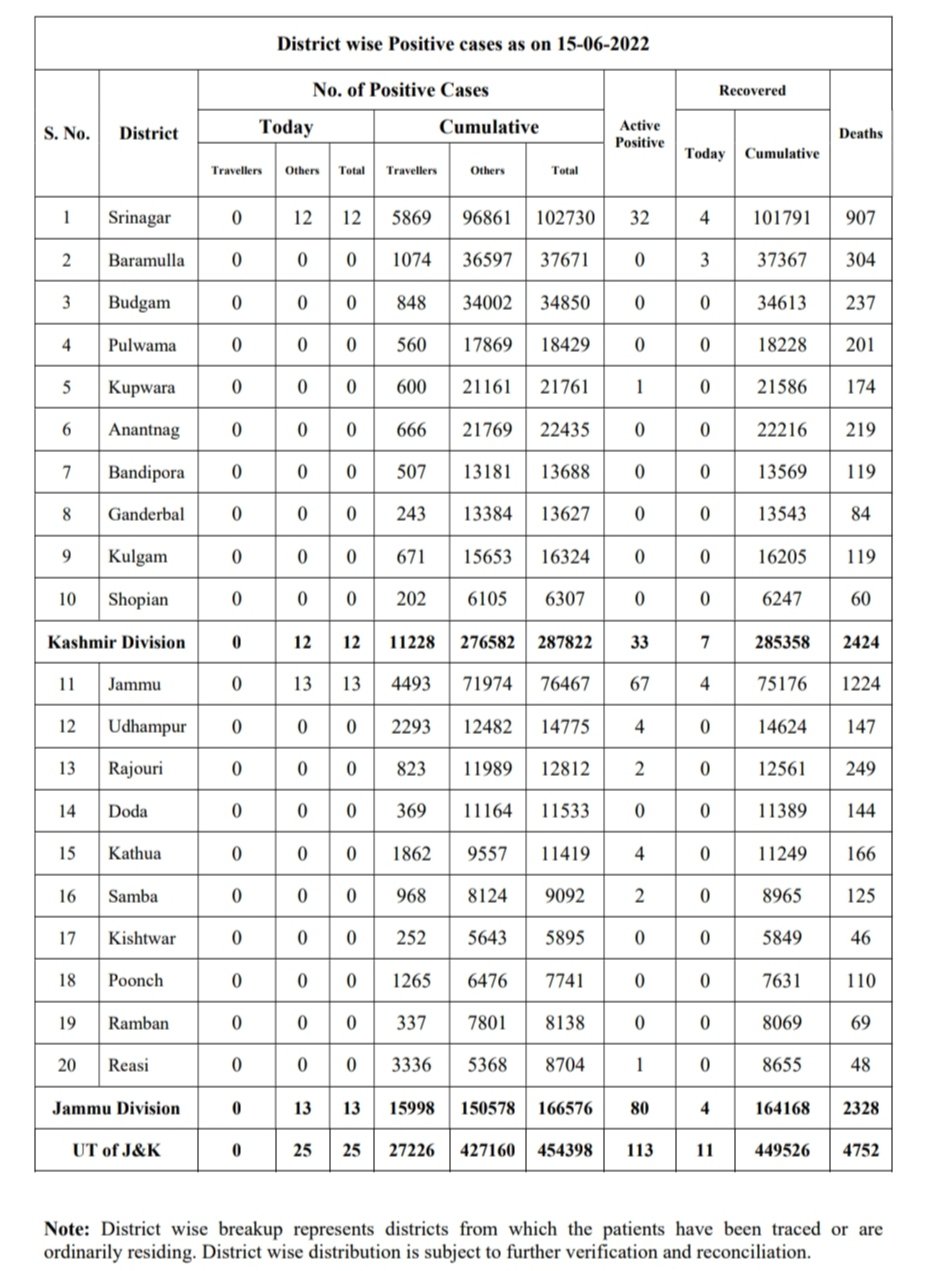 District wise Positive cases as on 15-06-2022
S. No. District No. of Positive Cases Active Positive Recovered Deaths
Today Cumulative Today Cumulative
Travellers Others Total Travellers Others Total
1 Srinagar 0 12 12 5869 96861 102730 32 4 101791 907
2 Baramulla 0 0 0 1074 36597 37671 0 3 37367 304
3 Budgam 0 0 0 848 34002 34850 0 0 34613 237
4 Pulwama 0 0 0 560 17869 18429 0 0 18228 201
5 Kupwara 0 0 0 600 21161 21761 1 0 21586 174
6 Anantnag 0 0 0 666 21769 22435 0 0 22216 219
7 Bandipora 0 0 0 507 13181 13688 0 0 13569 119
8 Ganderbal 0 0 0 243 13384 13627 0 0 13543 84
9 Kulgam 0 0 0 671 15653 16324 0 0 16205 119
10 Shopian 0 0 0 202 6105 6307 0 0 6247 60
Kashmir Division 0 12 12 11228 276582 287822 33 7 285358 2424
11 Jammu 0 13 13 4493 71974 76467 67 4 75176 1224
12 Udhampur 0 0 0 2293 12482 14775 4 0 14624 147
13 Rajouri 0 0 0 823 11989 12812 2 0 12561 249
14 Doda 0 0 0 369 11164 11533 0 0 11389 144
15 Kathua 0 0 0 1862 9557 11419 4 0 11249 166
16 Samba 0 0 0 968 8124 9092 2 0 8965 125
17 Kishtwar 0 0 0 252 5643 5895 0 0 5849 46
18 Poonch 0 0 0 1265 6476 7741 0 0 7631 110
19 Ramban 0 0 0 337 7801 8138 0 0 8069 69
20 Reasi 0 0 0 3336 5368 8704 1 0 8655 48
Jammu Division 0 13 13 15998 150578 166576 80 4 164168 2328
UT of J&K 0 25 25 27226 427160 454398 113 11 449526 4752
Note: District wise breakup represents districts from which the patients have been traced or are
ordinarily residing. District wise distribution is subject to further verification and reconciliation.